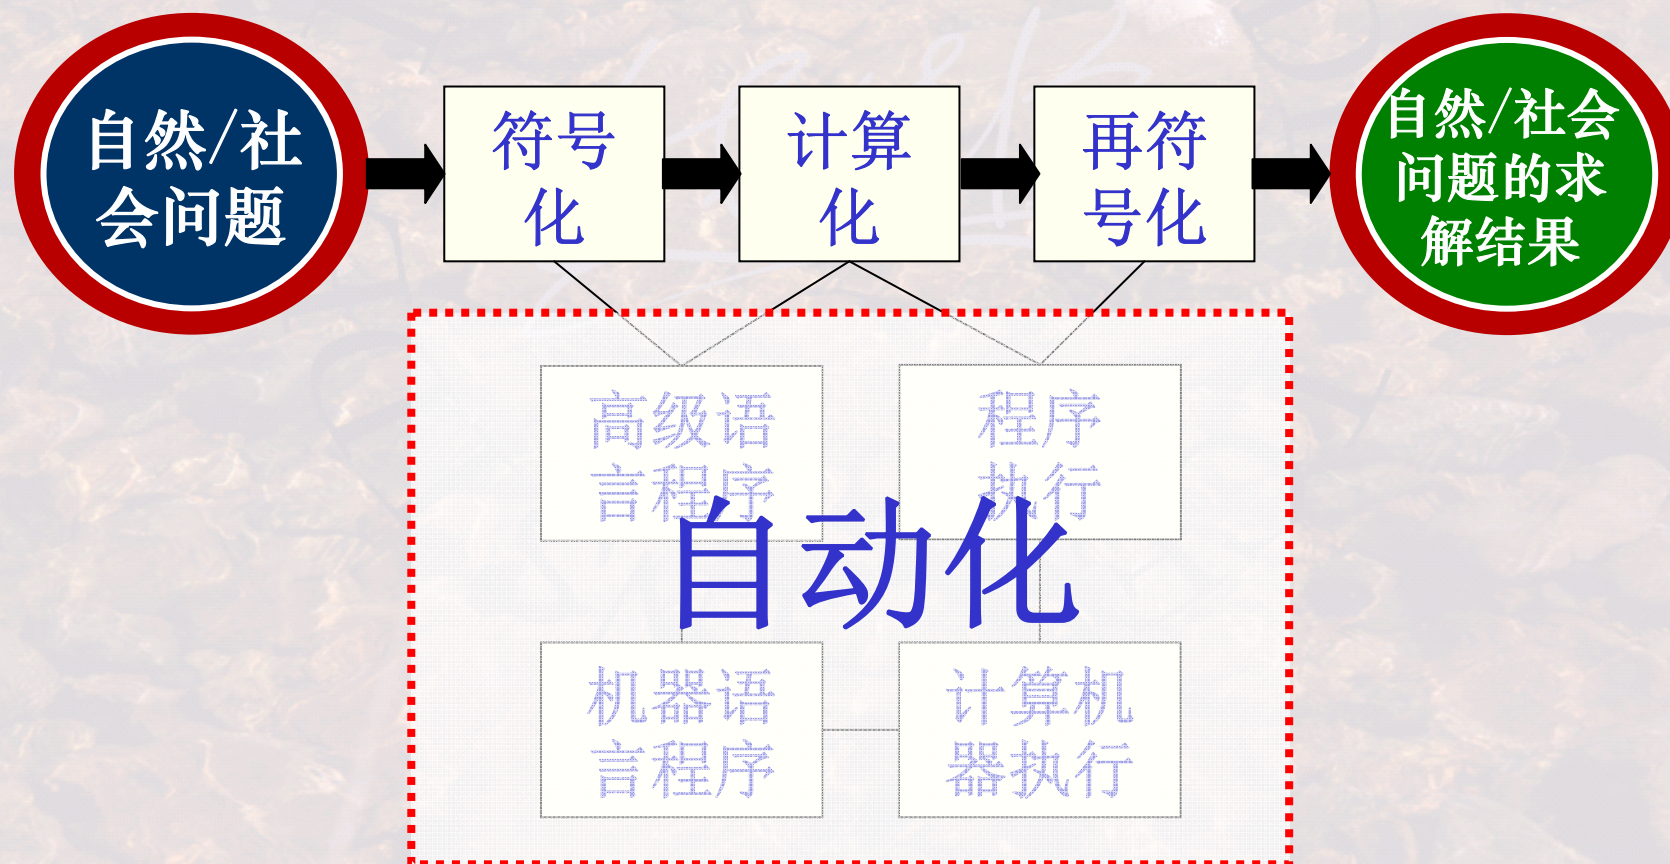 自然/社
会问题
符号
化
计算
化
再符
号化
自然/社会
问题的求
解结果
高级语
言程序
程序
执行
自动化
机器语
言程序
计算机
器执行